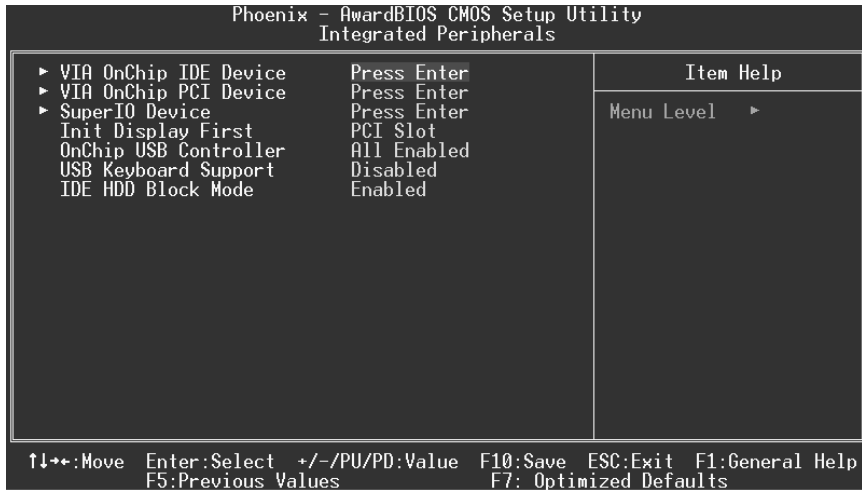 Phoenix - AwardBIOS CMOS Setup Utility
Integrated Peripherals
► VIA OnChip IDE Device Press Enter
► VIA OnChip PCI Device Press Enter
► SuperIO Device Press Enter
Init Display First PCI Slot
OnChip USB Controller All Enabled
USB Keyboard Support Disabled
IDE HDD Block Mode Enabled
Item Help
Menu Level ►
↑↓→←:Move Enter:Select +/-/PU/PD:Value F10:Save ESC:Exit F1:General Help
F5:Previous Values F7: Optimized Defaults